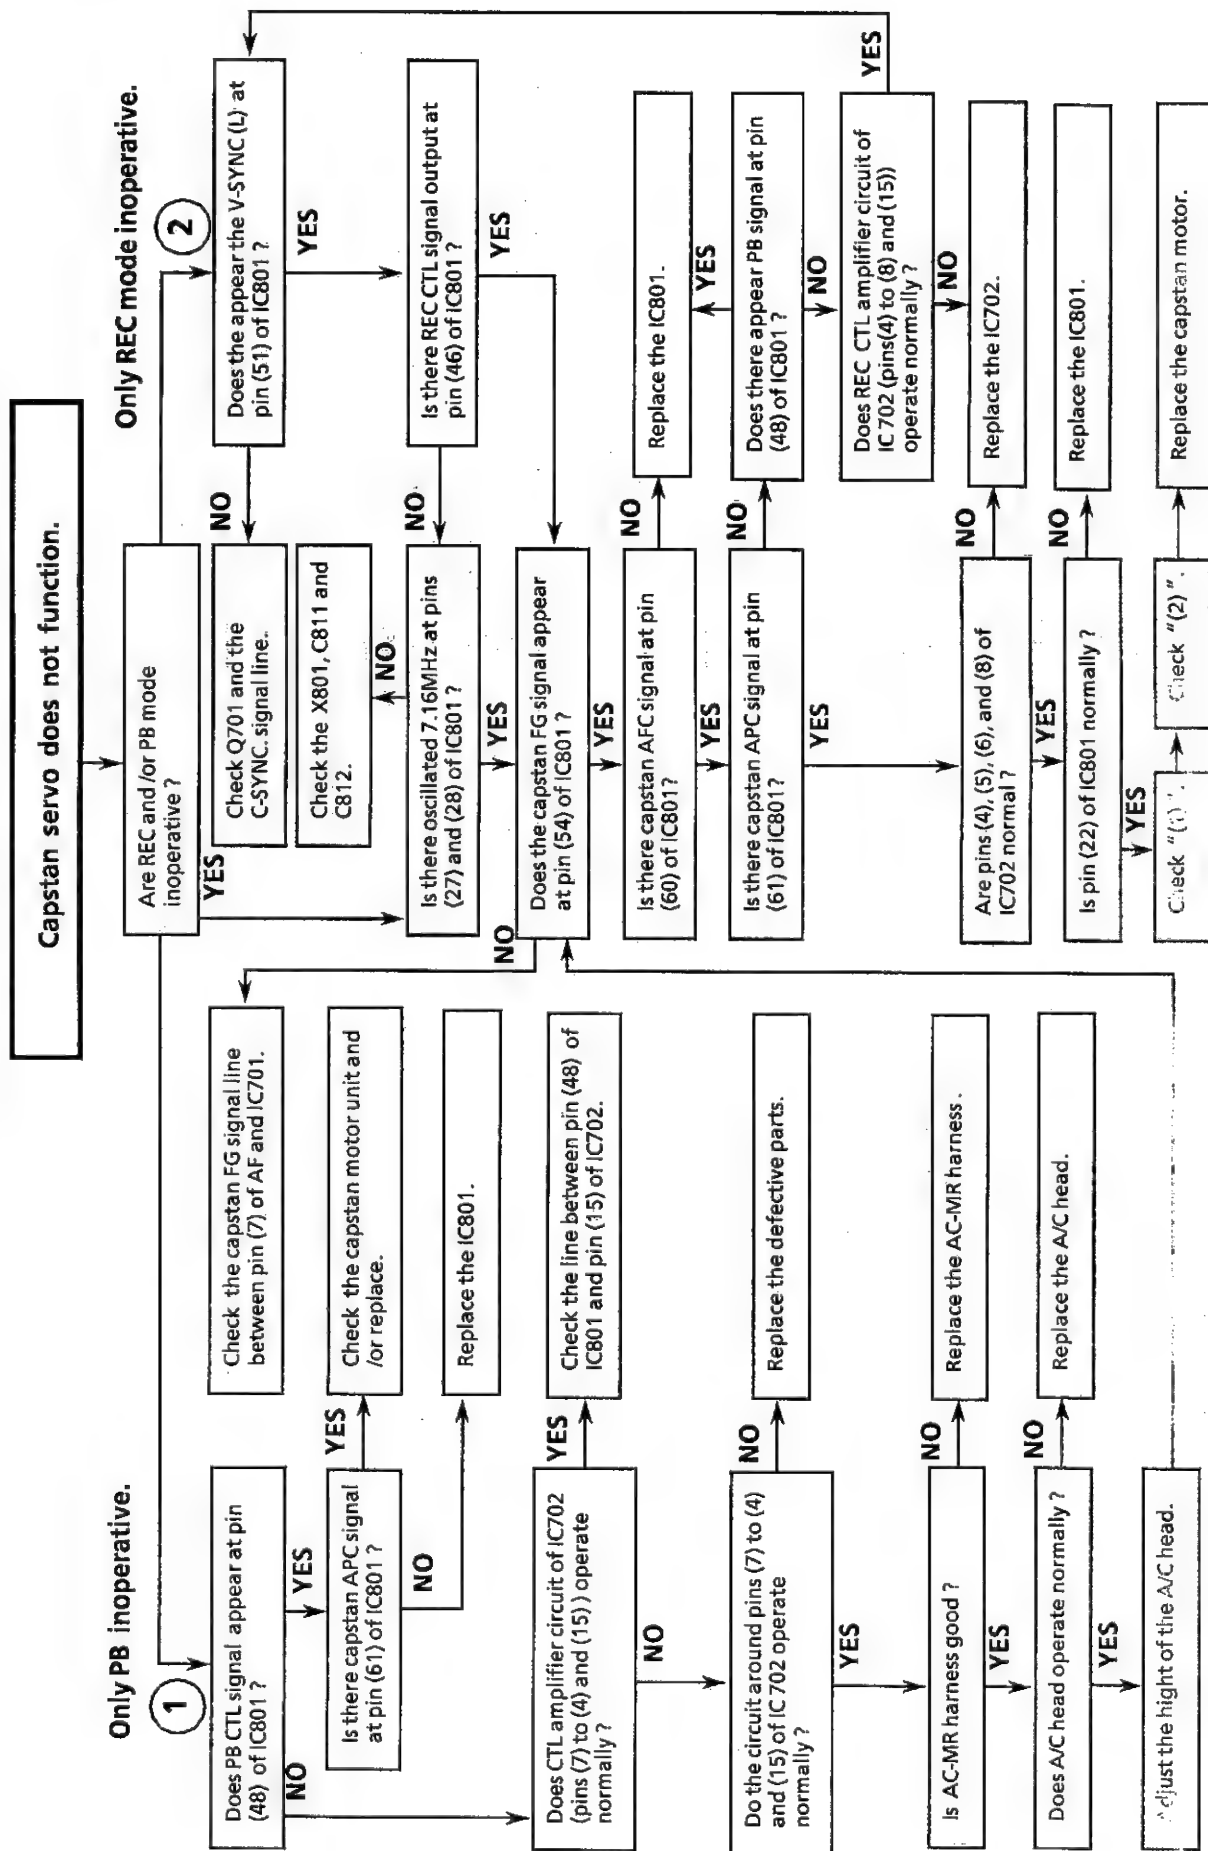 Capstan servo does not function.
Are REC and /or PB mode
inoperative ?
YES
Only PB inoperative.
1
Does PB CTL signal appear at pin
(48) of IC801 ?
YES
NO
Is there capstan APC signal
at pin (61) of IC801 ?
YES
NO
Check the capstan motor unit and
/or replace.
Replace the IC801.
Does CTL amplifier circuit of IC702
(pins (7) to (4) and (15)) operate
normally ?
YES
NO
Check the line between pin (48) of
IC801 and pin (15) of IC702.
Do the circuit around pins (7) to (4)
and (15) of IC 702 operate
normally ?
NO
YES
Replace the defective parts.
Is AC-MR harness good ?
NO
YES
Replace the AC-MR harness .
Does A/C head operate normally ?
NO
YES
Replace the A/C head.
Adjust the hight of the A/C head.
Check the capstan FG signal line
between pin (7) of AF and IC701.
Only REC mode inoperative.
2
Does the appear the V-SYNC (L) at
pin (51) of IC801 ?
NO
YES
Check Q701 and the
C-SYNC. signal line.
Is there REC CTL signal output at
pin (46) of IC801 ?
NO
YES
Check the X801, C811 and
C812.
NO
Is there oscillated 7.16MHz at pins
(27) and (28) of IC801 ?
YES
Does the capstan FG signal appear
at pin (54) of IC801 ?
NO
YES
Is there capstan AFC signal at pin
(60) of IC801?
NO
YES
Replace the IC801.
YES
Is there capstan APC signal at pin
(61) of IC801?
NO
YES
Does there appear PB signal at pin
(48) of IC801 ?
NO
Does REC CTL amplifier circuit of
IC 702 (pins(4) to (8) and (15))
operate normally ?
YES
NO
Are pins (4), (5), (6), and (8) of
IC702 normal ?
NO
YES
Replace the IC702.
Is pin (22) of IC801 normally ?
NO
YES
Replace the IC801.
Check "(1)".
Check "(2)".
Replace the capstan motor.